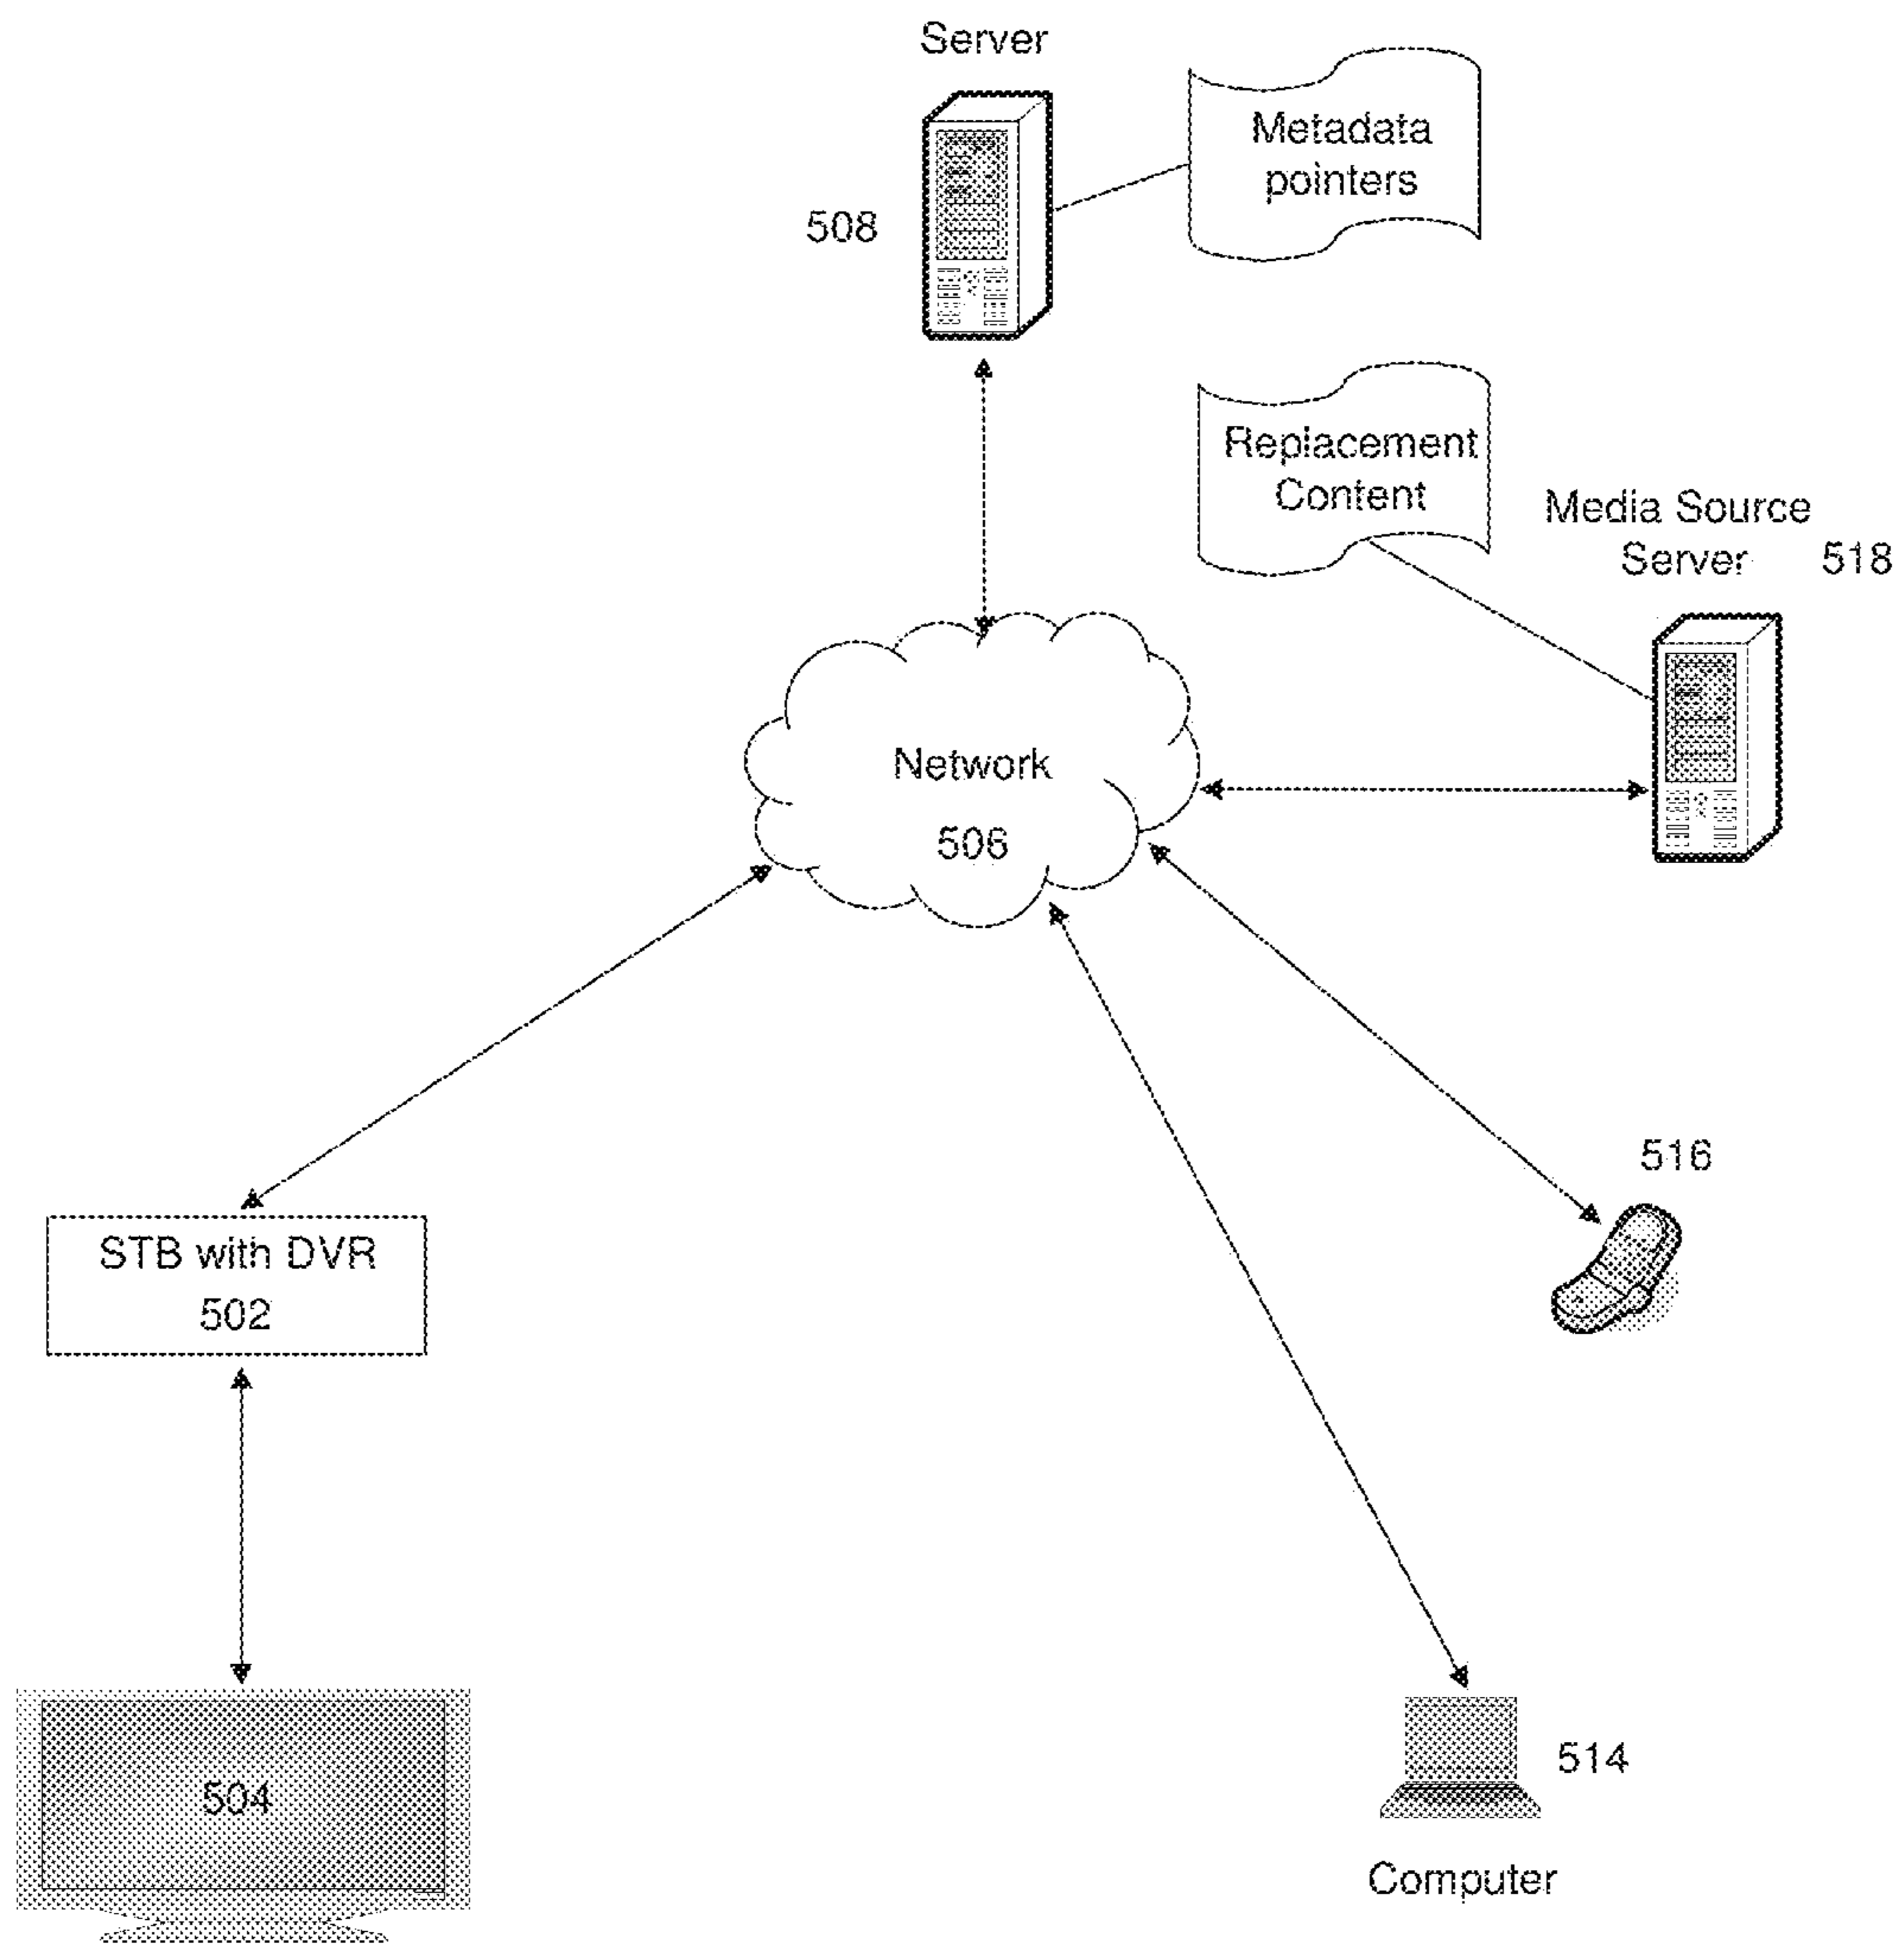 Server
Metadata
pointers
508
Replacement
Content
Media Source
Server 518
Network
506
516
STB with DVR
502
504
514
Computer